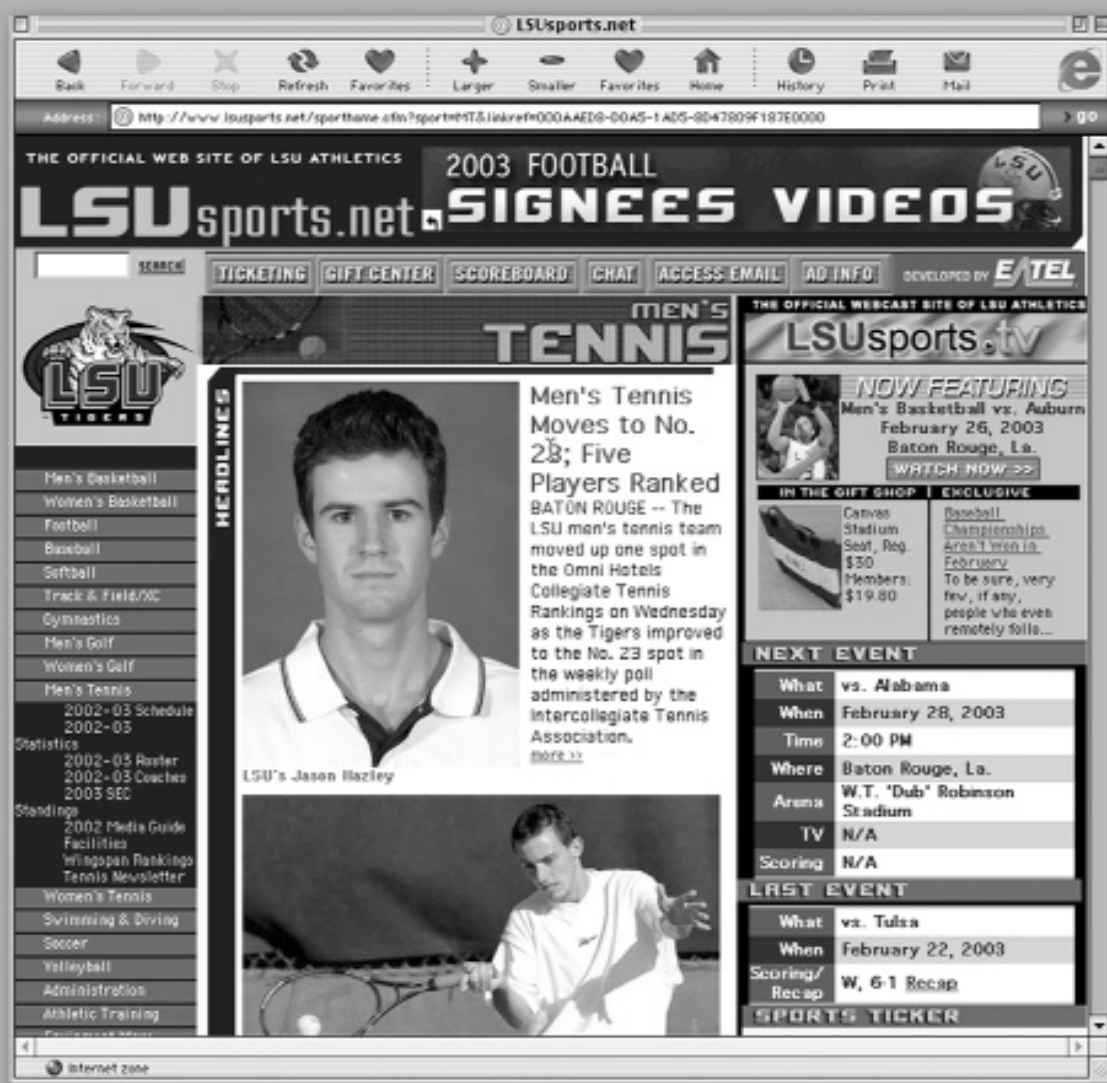 LSUsports.net
Back Forward Stop Refresh Favorites Larger Smaller Favorites Home History Print Mail
Address: http://www.lsusports.net/sporthome.cfm?sport=MT&linkref=000AAED8-00A5-1AD5-8D47809F187E0000 > go
THE OFFICIAL WEB SITE OF LSU ATHLETICS
LSUsports.net
2003 FOOTBALL
SIGNEES VIDEOS
LSU
SEARCH
TICKETING GIFT CENTER SCOREBOARD CHAT ACCESS EMAIL AD INFO DEVELOPED BY EATEL
LSU
TIGERS
Men's Basketball
Women's Basketball
Football
Baseball
Softball
Track & Field/XC
Gymnastics
Men's Golf
Women's Golf
Men's Tennis
2002-03 Schedule
2002-03
Statistics
2002-03 Roster
2002-03 Coaches
2003 SEC
Standings
2002 Media Guide
Facilities
Wingspan Rankings
Tennis Newsletter
Women's Tennis
Swimming & Diving
Soccer
Volleyball
Administration
Athletic Training
MEN'S
TENNIS
HEADLINES
Men's Tennis
Moves to No.
23; Five
Players Ranked
BATON ROUGE -- The
LSU men's tennis team
moved up one spot in
the Omni Hotels
Collegiate Tennis
Rankings on Wednesday
as the Tigers improved
to the No. 23 spot in
the weekly poll
administered by the
Intercollegiate Tennis
Association.
more >>
LSU's Jason Hazley
THE OFFICIAL WEBCAST SITE OF LSU ATHLETICS
LSUsports.tv
NOW FEATURING
Men's Basketball vs. Auburn
February 26, 2003
Baton Rouge, La.
WATCH NOW >>
IN THE GIFT SHOP | EXCLUSIVE
Canvas
Stadium
Seat, Reg.
$30
Members:
$19.80
Baseball
Championships
Aren't Won in
February
To be sure, very
few, if any,
people who even
remotely follo...
NEXT EVENT
What vs. Alabama
When February 28, 2003
Time 2:00 PM
Where Baton Rouge, La.
Arena W.T. "Dub" Robinson
Stadium
TV N/A
Scoring N/A
LAST EVENT
What vs. Tulsa
When February 22, 2003
Scoring/
Recap W, 6-1 Recap
SPORTS TICKER
Internet zone